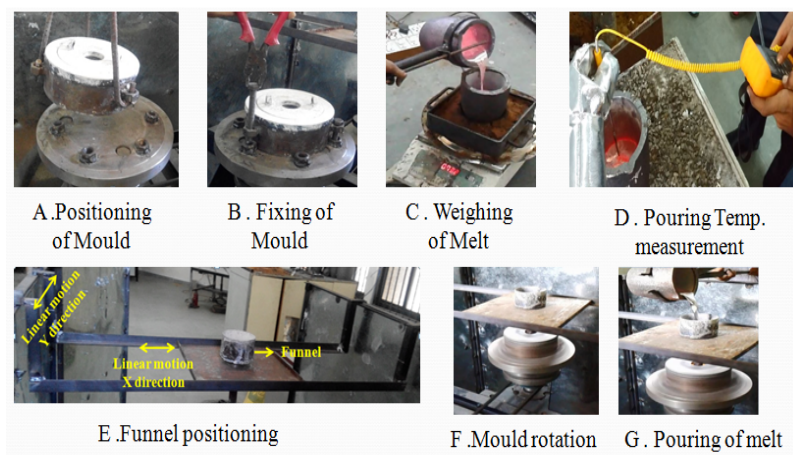 A .Positioning
of Mould
B . Fixing of
Mould
C . Weighing
of Melt
D . Pouring Temp.
measurement
Linear motion
Y direction
Linear motion
X direction
Funnel
E .Funnel positioning
F .Mould rotation
G . Pouring of melt